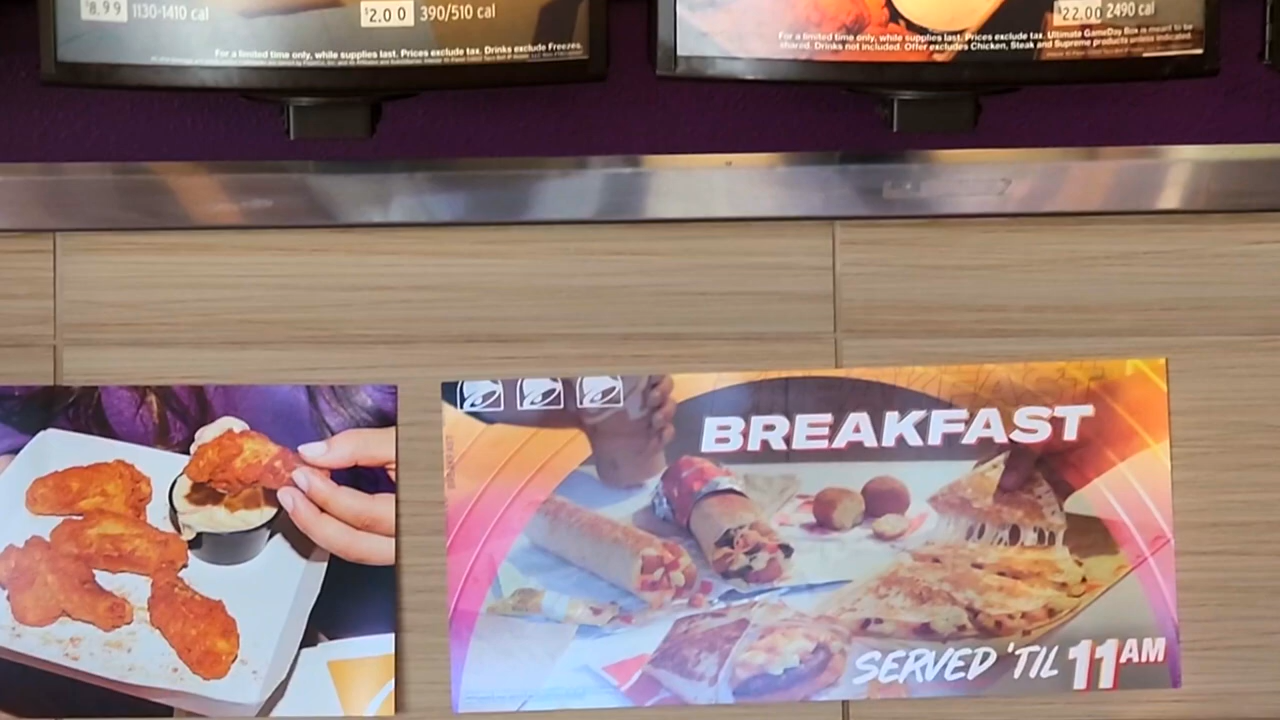 $8.99 1130-1410 cal
$2.00 390/510 cal
For a limited time only, while supplies last. Prices exclude tax. Drinks exclude Freezes.
$22.00 2490 cal
For a limited time only, while supplies last. Prices exclude tax. Ultimate GameDay Box is meant to be
shared. Drinks not included. Offer excludes Chicken, Steak and Supreme products unless indicated.
BREAKFAST
BREAKFAST
SERVED 'TIL 11AM